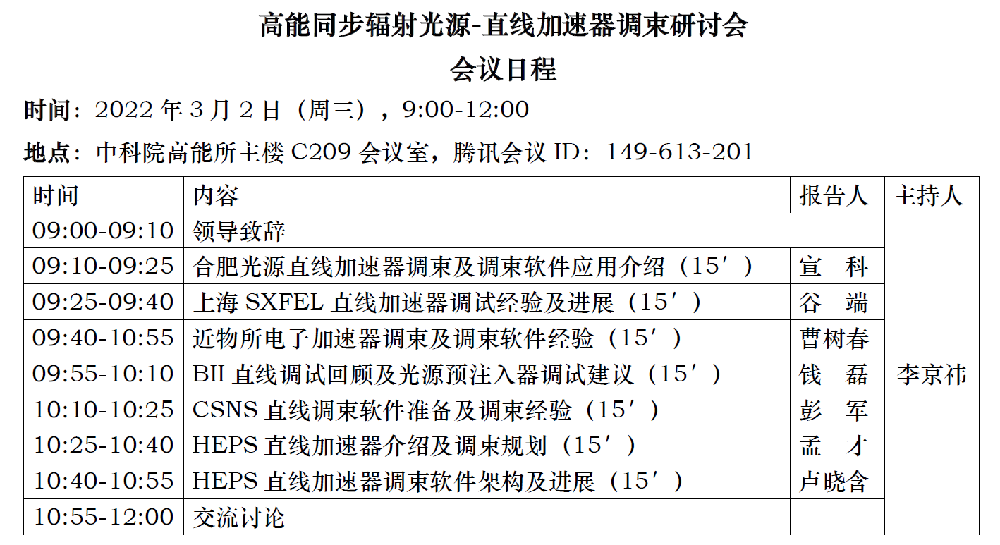 高能同步辐射光源-直线加速器调束研讨会
会议日程
时间：2022 年 3 月 2 日（周三），9:00-12:00
地点：中科院高能所主楼 C209 会议室，腾讯会议 ID：149-613-201
时间 内容 报告人 主持人
09:00-09:10 领导致辞
09:10-09:25 合肥光源直线加速器调束及调束软件应用介绍（15′） 宣　科
09:25-09:40 上海 SXFEL 直线加速器调试经验及进展（15′） 谷　端
09:40-10:55 近物所电子加速器调束及调束软件经验（15′） 曹树春
09:55-10:10 BII 直线调试回顾及光源预注入器调试建议（15′） 钱　磊 李京祎
10:10-10:25 CSNS 直线调束软件准备及调束经验（15′） 彭　军
10:25-10:40 HEPS 直线加速器介绍及调束规划（15′） 孟　才
10:40-10:55 HEPS 直线加速器调束软件架构及进展（15′） 卢晓含
10:55-12:00 交流讨论